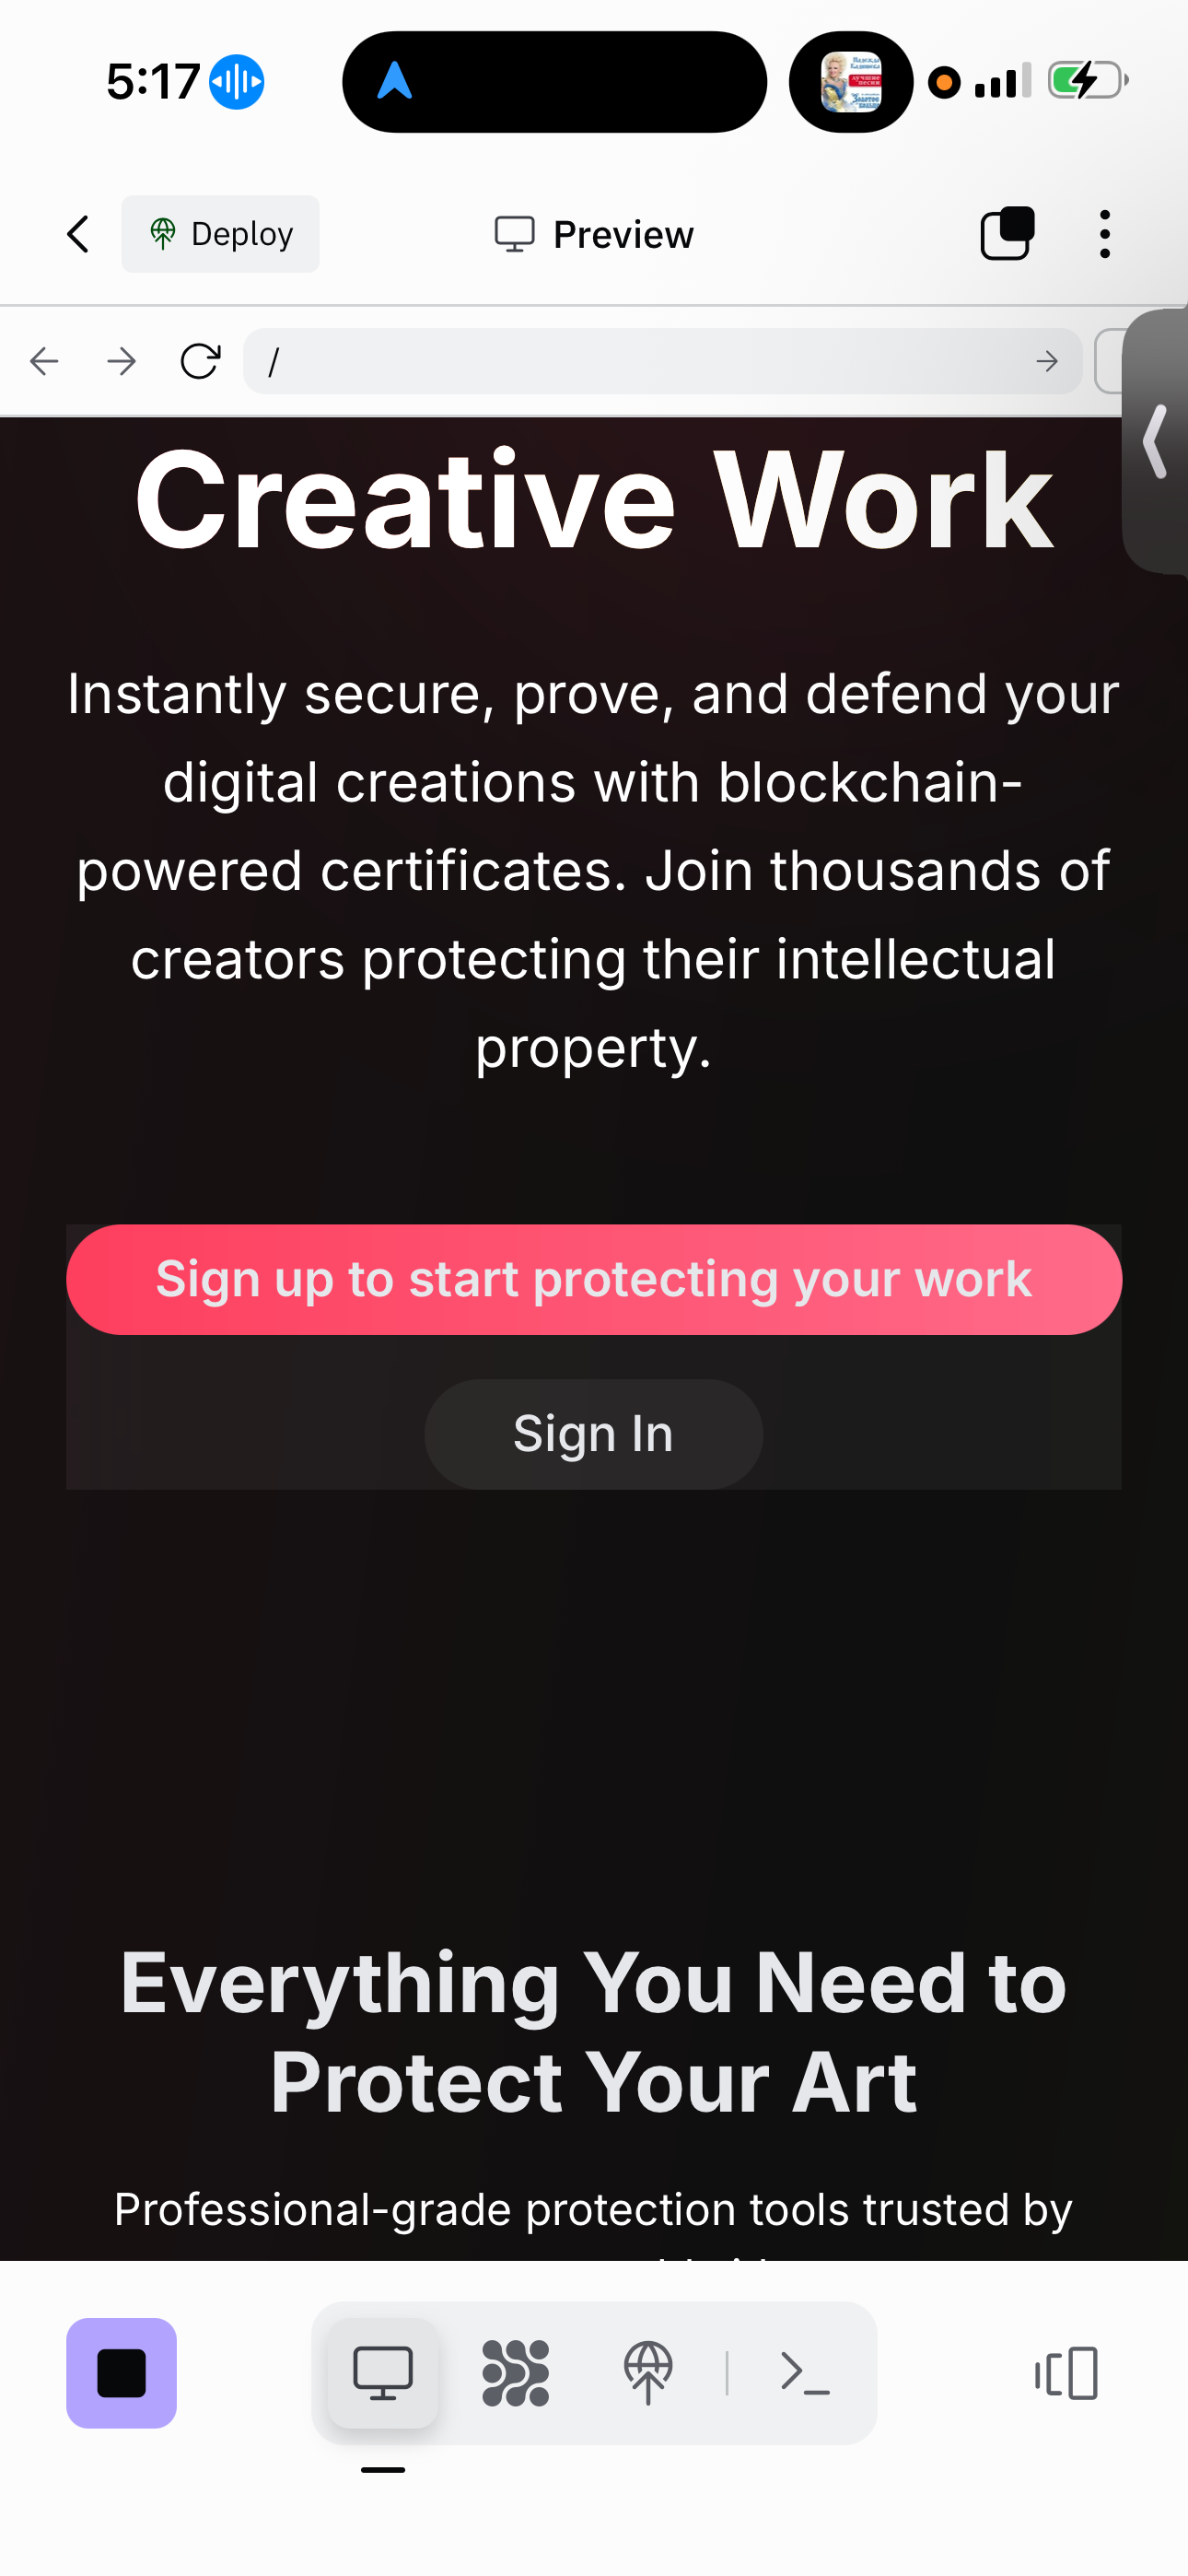 5:17
Deploy
Preview
/
Creative Work
Instantly secure, prove, and defend your
digital creations with blockchain-
powered certificates. Join thousands of
creators protecting their intellectual
property.
Sign up to start protecting your work
Sign In
Everything You Need to
Protect Your Art
Professional-grade protection tools trusted by